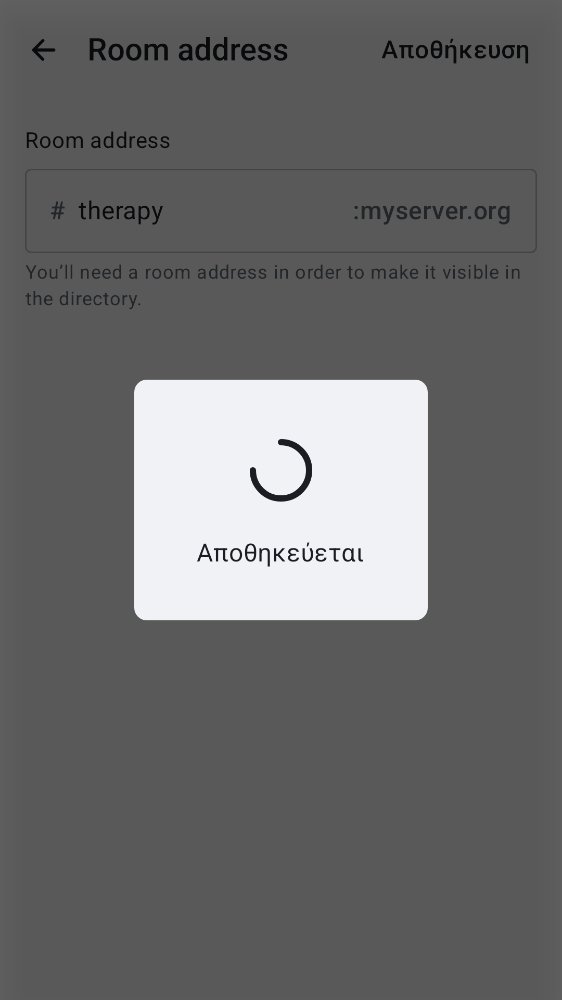 Room address
Αποθήκευση
Room address
# therapy :myserver.org
You'll need a room address in order to make it visible in
the directory.
Αποθηκεύεται